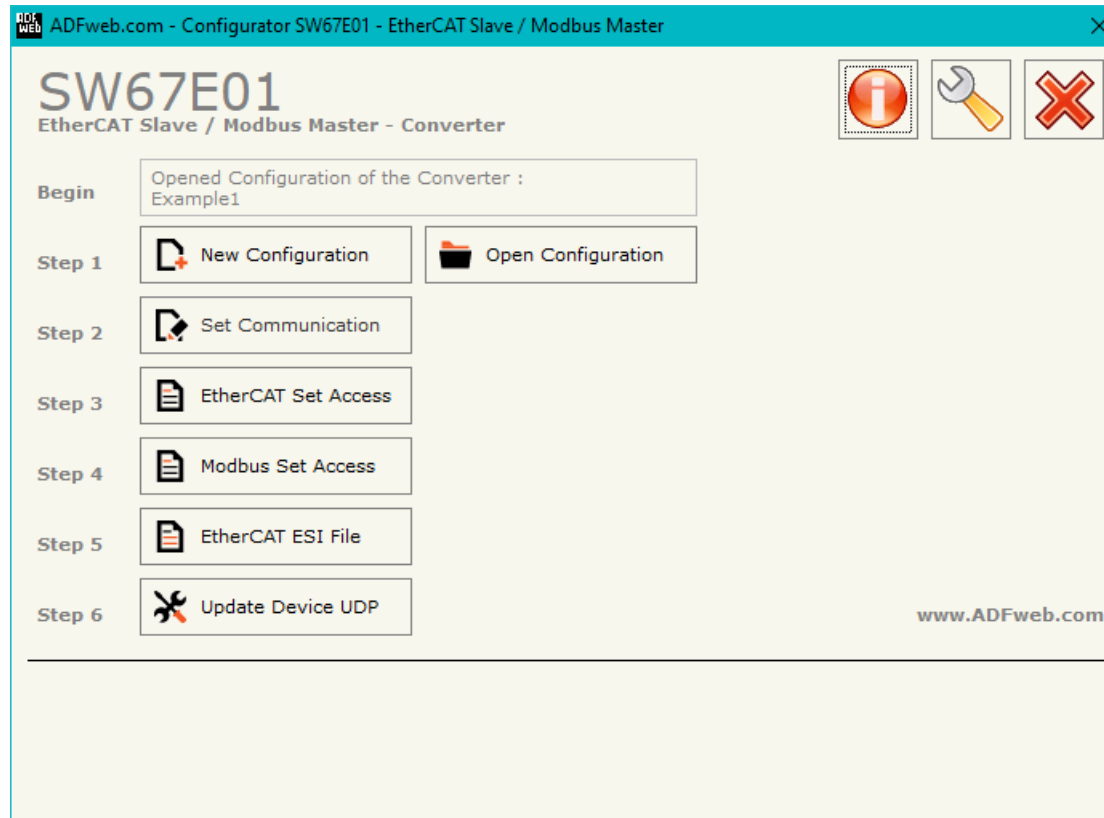 ADF WEB ADFweb.com - Configurator SW67E01 - EtherCAT Slave / Modbus Master
SW67E01
EtherCAT Slave / Modbus Master - Converter
Begin
Opened Configuration of the Converter :
Example1
Step 1
New Configuration
Open Configuration
Step 2
Set Communication
Step 3
EtherCAT Set Access
Step 4
Modbus Set Access
Step 5
EtherCAT ESI File
Step 6
Update Device UDP
www.ADFweb.com